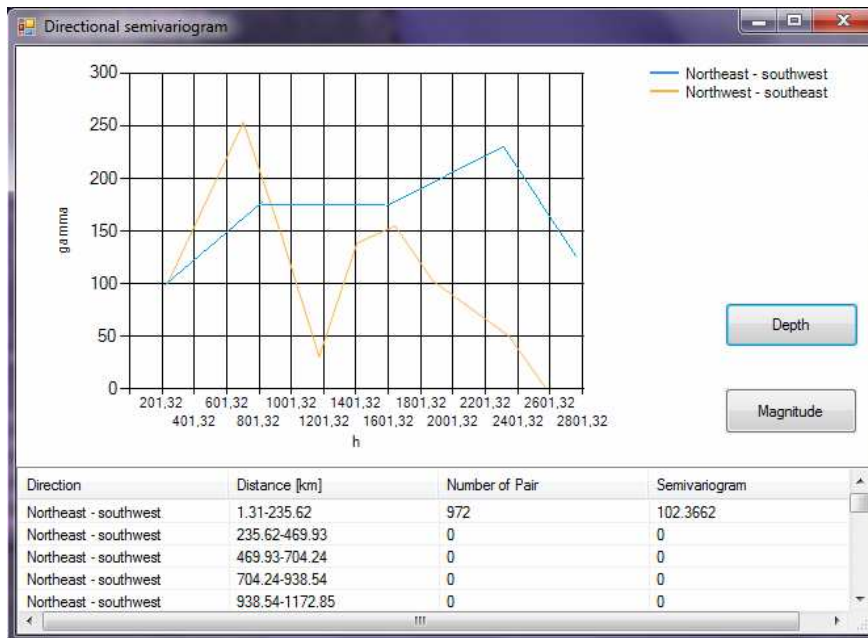 Directional semivariogram
300
250
200
150
100
50
0
gamma
201,32 601,32 1001,32 1401,32 1801,32 2201,32 2601,32
401,32 801,32 1201,32 1601,32 2001,32 2401,32 2801,32
h
Northeast - southwest
Northwest - southeast
Depth
Magnitude
Direction Distance [km] Number of Pair Semivariogram
Northeast - southwest 1.31-235.62 972 102.3662
Northeast - southwest 235.62-469.93 0 0
Northeast - southwest 469.93-704.24 0 0
Northeast - southwest 704.24-938.54 0 0
Northeast - southwest 938.54-1172.85 0 0